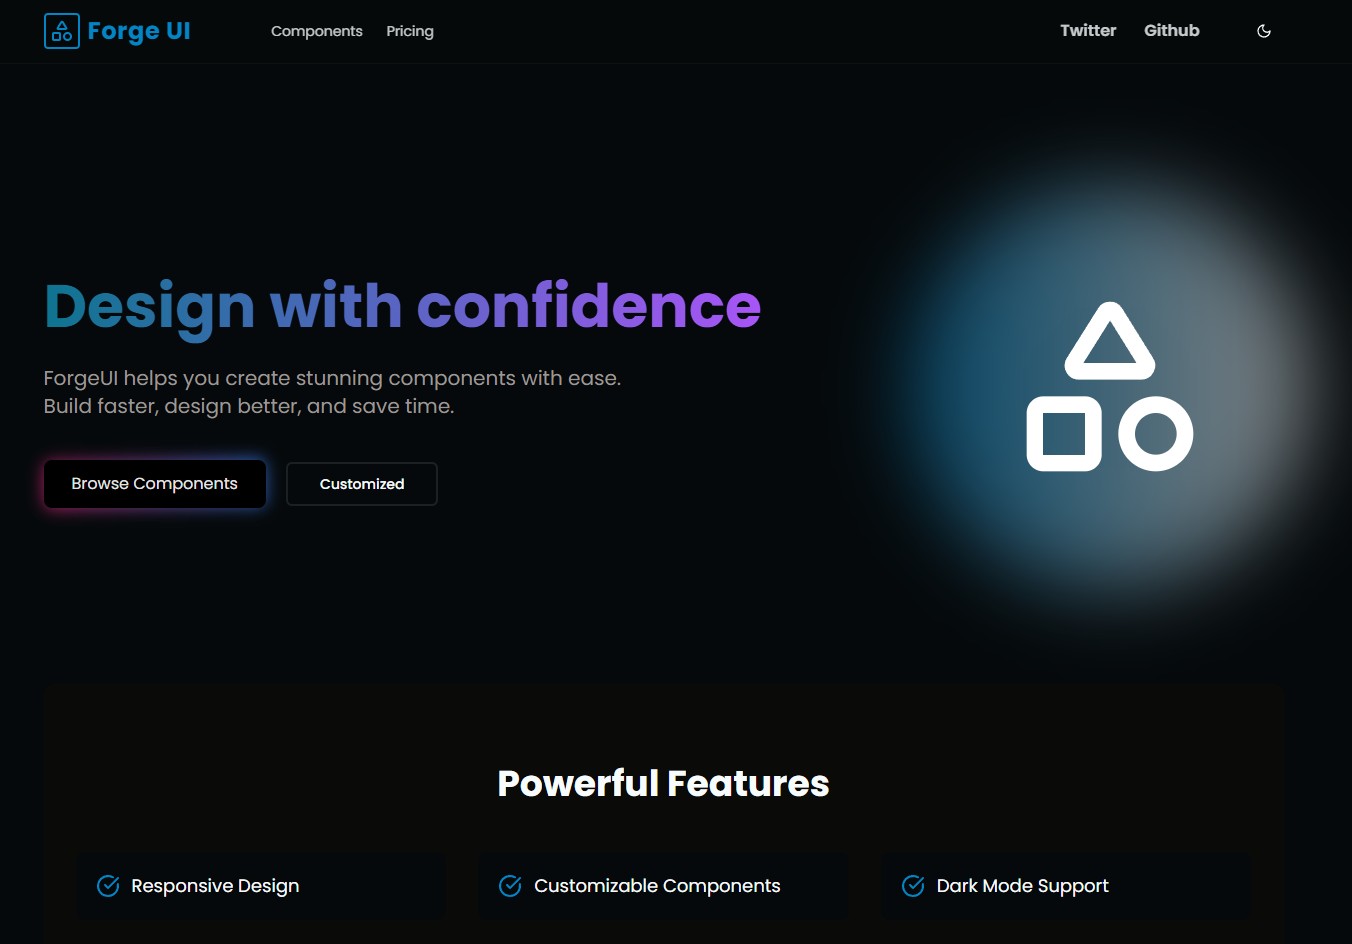 Forge UI
Components
Pricing
Twitter
Github
Design with confidence
ForgeUI helps you create stunning components with ease.
Build faster, design better, and save time.
Browse Components
Customized
Powerful Features
Responsive Design
Customizable Components
Dark Mode Support